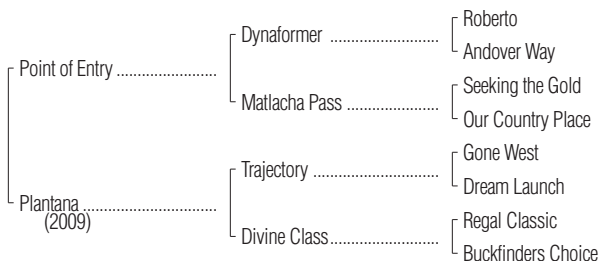 Roberto
Dynaformer ........................
Andover Way
Point of Entry ......................
Seeking the Gold
Matlacha Pass ....................
Our Country Place
Gone West
Trajectory ...........................
Dream Launch
Plantana .............................
(2009)
Regal Classic
Divine Class.......................
Buckfinders Choice